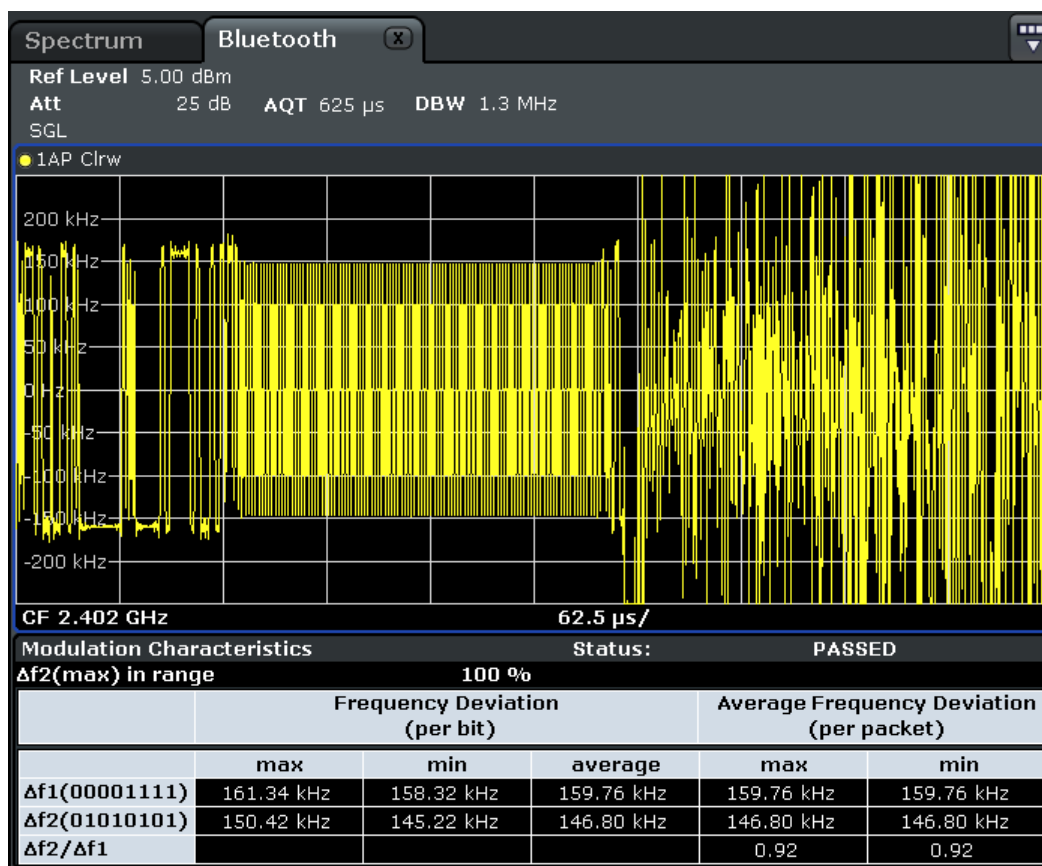 Spectrum Bluetooth X
Ref Level 5.00 dBm
Att 25 dB AQT 625 µs DBW 1.3 MHz
SGL
1AP Clrw
200 kHz
150 kHz
100 kHz
50 kHz
0 Hz
-50 kHz
-100 kHz
-150 kHz
-200 kHz
CF 2.402 GHz 62.5 µs/
Modulation Characteristics Status: PASSED
Δf2(max) in range 100 %
Frequency Deviation Average Frequency Deviation
(per bit) (per packet)
max min average max min
Δf1(00001111) 161.34 kHz 158.32 kHz 159.76 kHz 159.76 kHz 159.76 kHz
Δf2(01010101) 150.42 kHz 145.22 kHz 146.80 kHz 146.80 kHz 146.80 kHz
Δf2/Δf1 0.92 0.92